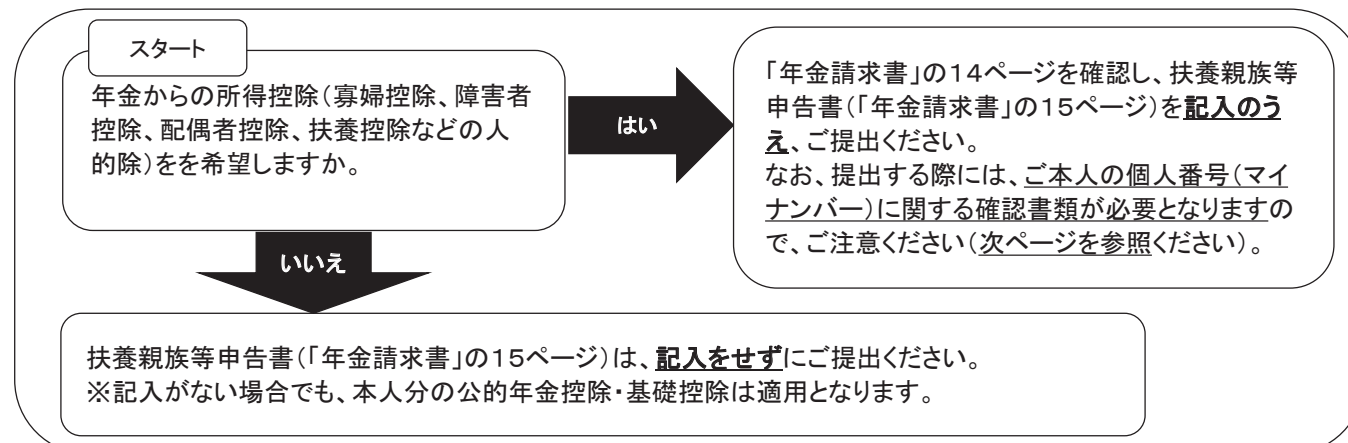 スタート
年金からの所得控除(寡婦控除、障害者
控除、配偶者控除、扶養控除などの人
的除)をを希望しますか。
はい
「年金請求書」の14ページを確認し、扶養親族等
申告書(「年金請求書」の15ページ)を記入のう
え、ご提出ください。
なお、提出する際には、ご本人の個人番号(マイ
ナンバー)に関する確認書類が必要となりますの
で、ご注意ください(次ページを参照ください)。
いいえ
扶養親族等申告書(「年金請求書」の15ページ)は、記入をせずにご提出ください。
※記入がない場合でも、本人分の公的年金控除・基礎控除は適用となります。